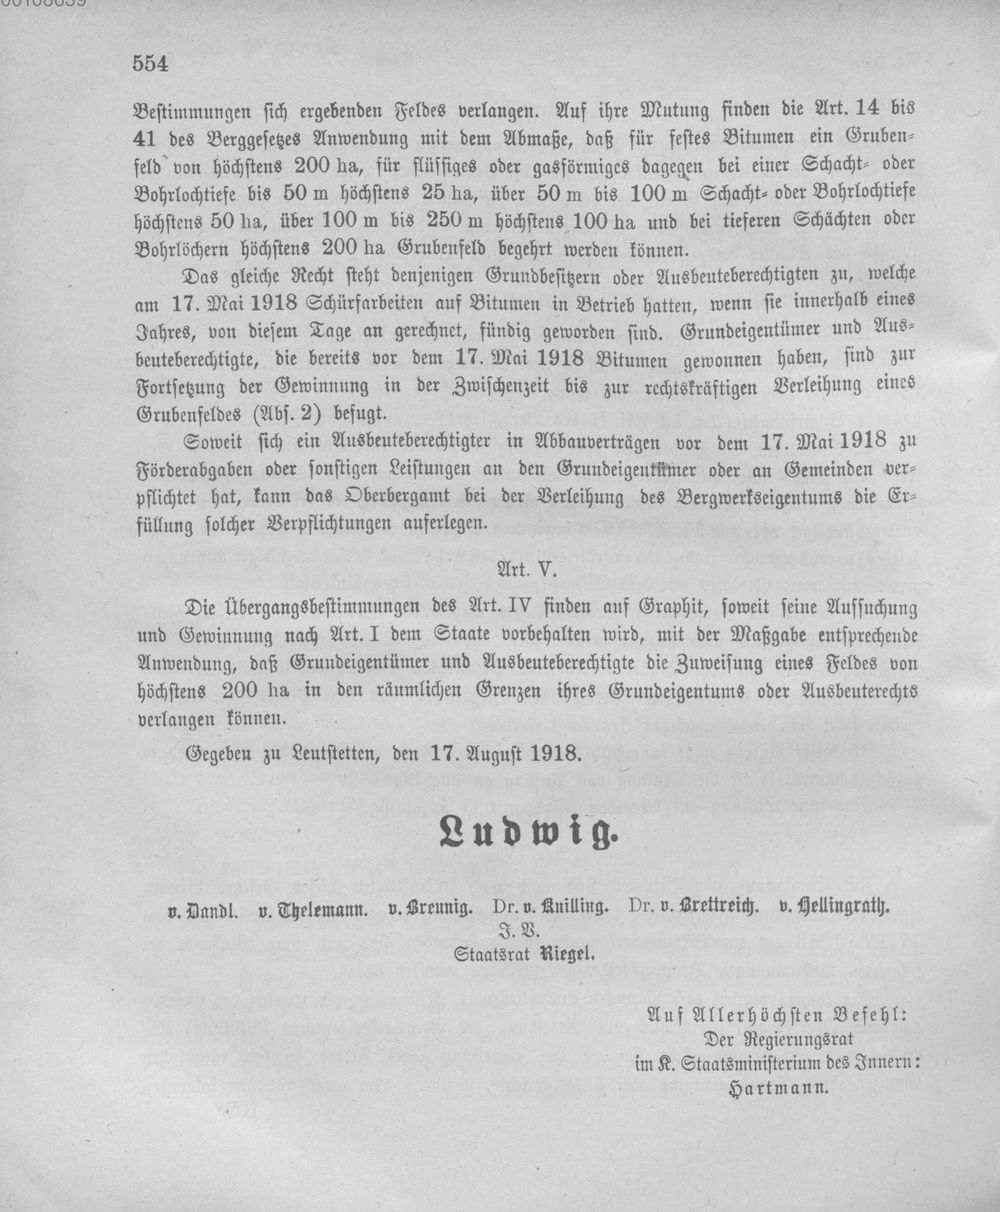 554
Bestimmungen sich ergebenden Feldes verlangen. Auf ihre Mutung finden die Art. 14 bis
41 des Berggesetzes Anwendung mit dem Abmaße, daß für festes Bitumen ein Gruben-
feld von höchstens 200 ha, für flüssiges oder gasförmiges dagegen bei einer Schacht- oder
Bohrlochtiefe bis 50 m höchstens 25 ha, über 50 m bis 100 m Schacht- oder Bohrlochtiefe
höchstens 50 ha, über 100 m bis 250 m höchstens 100 ha und bei tieferen Schächten oder
Bohrlöchern höchstens 200 ha Grubenfeld begehrt werden können.
Das gleiche Recht steht denjenigen Grundbesitzern oder Ausbeuteberechtigten zu, welche
am 17. Mai 1918 Schürfarbeiten auf Bitumen in Betrieb hatten, wenn sie innerhalb eines
Jahres, von diesem Tage an gerechnet, fündig geworden sind. Grundeigentümer und Aus-
beuteberechtigte, die bereits vor dem 17. Mai 1918 Bitumen gewonnen haben, sind zur
Fortsetzung der Gewinnung in der Zwischenzeit bis zur rechtskräftigen Verleihung eines
Grubenfeldes (Abs. 2) befugt.
Soweit sich ein Ausbeuteberechtigter in Abbauverträgen vor dem 17. Mai 1918 zu
Förderabgaben oder sonstigen Leistungen an den Grundeigentümer oder an Gemeinden ver-
pflichtet hat, kann das Oberbergamt bei der Verleihung des Bergwerkseigentums die Er-
füllung solcher Verpflichtungen auferlegen.
Art. V.
Die Übergangsbestimmungen des Art. IV finden auf Graphit, soweit seine Aufsuchung
und Gewinnung nach Art. I dem Staate vorbehalten wird, mit der Maßgabe entsprechende
Anwendung, daß Grundeigentümer und Ausbeuteberechtigte die Zuweisung eines Feldes von
höchstens 200 ha in den räumlichen Grenzen ihres Grundeigentums oder Ausbeuterechts
verlangen können.
Gegeben zu Leutstetten, den 17. August 1918.
Ludwig.
v. Dandl. v. Thelemann. v. Breunig. Dr. v. Knilling. Dr. v. Brettreich. v. Hellingrath.
J. V.
Staatsrat Riegel.
Auf Allerhöchsten Befehl:
Der Regierungsrat
im K. Staatsministerium des Innern:
Hartmann.